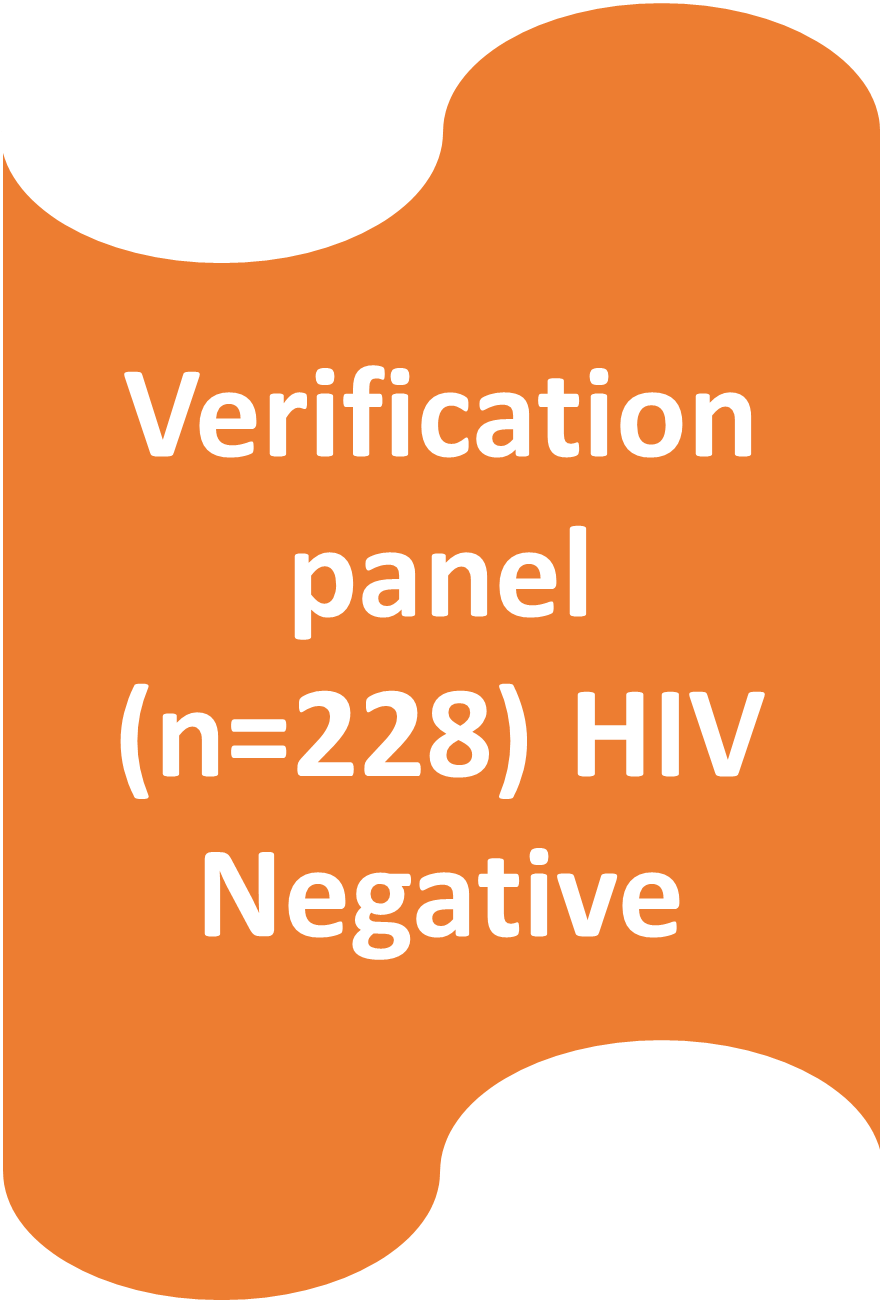 Verification
panel
(n=228) HIV
Negative